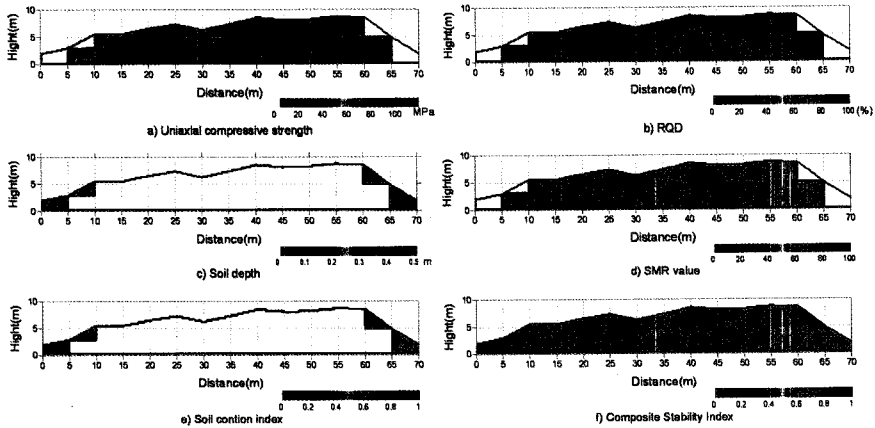 Hight(m)
10
5
0
0 5 10 15 20 25 30 35 40 45 50 55 60 65 70
Distance(m)
0 20 40 60 80 100 MPa
a) Uniaxial compressive strength
Hight(m)
10
5
0
0 5 10 15 20 25 30 35 40 45 50 55 60 65 70
Distance(m)
0 20 40 60 80 100 (%)
b) RQD
Hight(m)
10
5
0
0 5 10 15 20 25 30 35 40 45 50 55 60 65 70
Distance(m)
0 0.1 0.2 0.3 0.4 0.5 m
c) Soil depth
Hight(m)
10
5
0
0 5 10 15 20 25 30 35 40 45 50 55 60 65 70
Distance(m)
0 20 40 60 80 100
d) SMR value
Hight(m)
10
5
0
0 5 10 15 20 25 30 35 40 45 50 55 60 65 70
Distance(m)
0 0.2 0.4 0.6 0.8 1
e) Soil contion index
Hight(m)
10
5
0
0 5 10 15 20 25 30 35 40 45 50 55 60 65 70
Distance(m)
0 0.2 0.4 0.6 0.8 1
f) Composite Stability Index